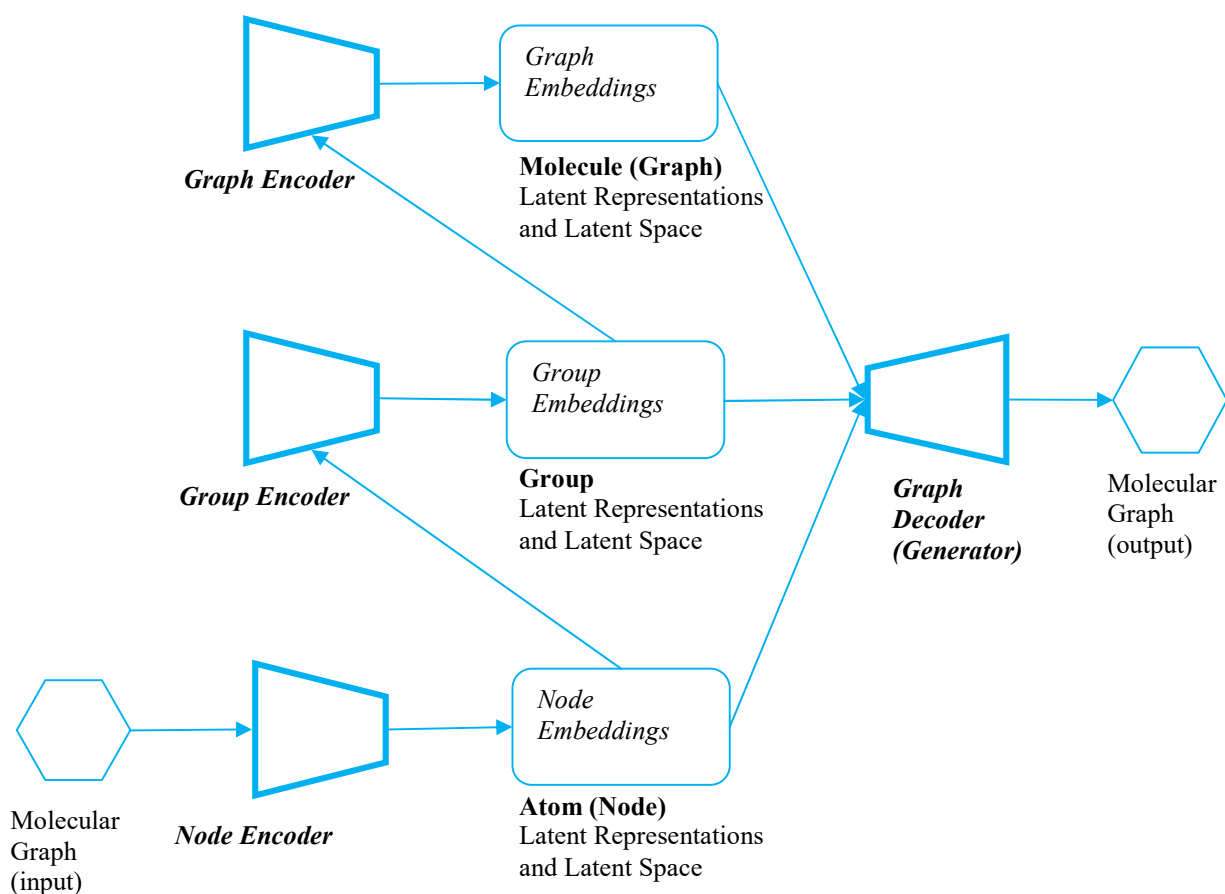 Graph
Embeddings
Graph Encoder
Molecule (Graph)
Latent Representations
and Latent Space
Group
Embeddings
Group Encoder
Group
Latent Representations
and Latent Space
Graph
Decoder
(Generator)
Molecular
Graph
(output)
Node
Embeddings
Molecular
Graph
(input)
Node Encoder
Atom (Node)
Latent Representations
and Latent Space